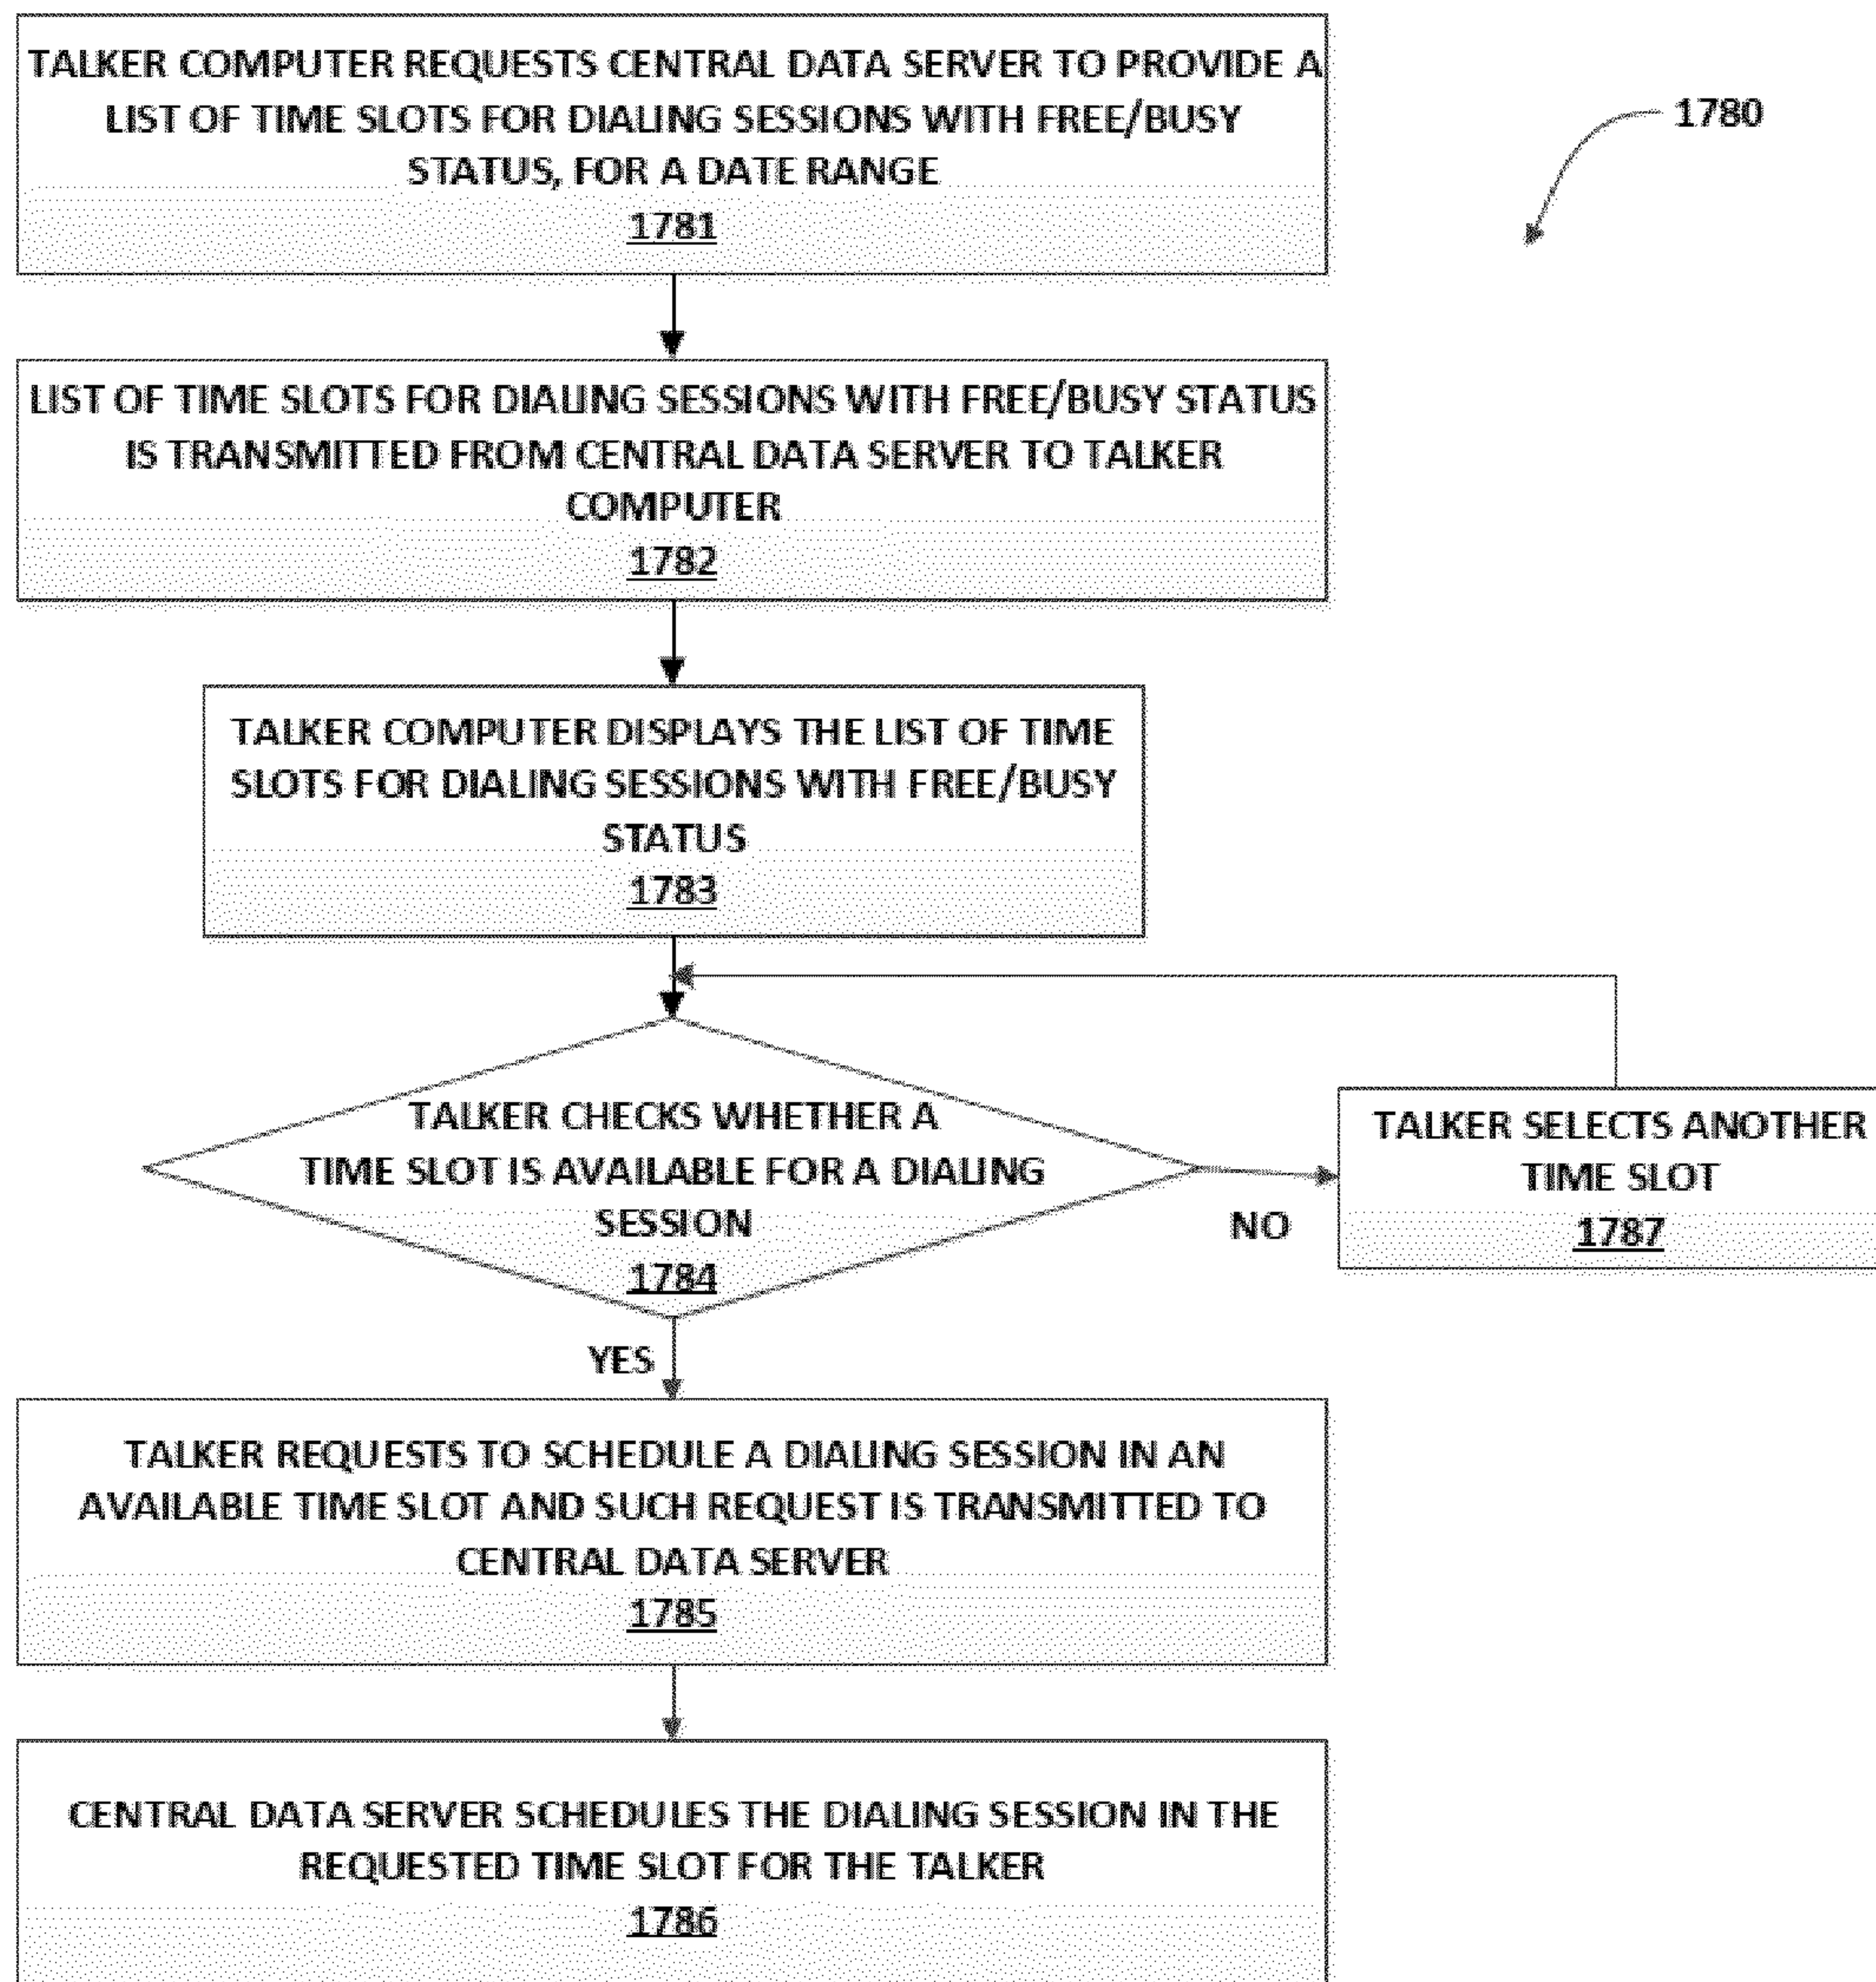 TALKER COMPUTER REQUESTS CENTRAL DATA SERVER TO PROVIDE A
LIST OF TIME SLOTS FOR DIALING SESSIONS WITH FREE/BUSY
STATUS, FOR A DATE RANGE
1781
1780
LIST OF TIME SLOTS FOR DIALING SESSIONS WITH FREE/BUSY STATUS
IS TRANSMITTED FROM CENTRAL DATA SERVER TO TALKER
COMPUTER
1782
TALKER COMPUTER DISPLAYS THE LIST OF TIME
SLOTS FOR DIALING SESSIONS WITH FREE/BUSY
STATUS
1783
TALKER CHECKS WHETHER A
TIME SLOT IS AVAILABLE FOR A DIALING
SESSION
1784
NO
TALKER SELECTS ANOTHER
TIME SLOT
1787
YES
TALKER REQUESTS TO SCHEDULE A DIALING SESSION IN AN
AVAILABLE TIME SLOT AND SUCH REQUEST IS TRANSMITTED TO
CENTRAL DATA SERVER
1785
CENTRAL DATA SERVER SCHEDULES THE DIALING SESSION IN THE
REQUESTED TIME SLOT FOR THE TALKER
1786